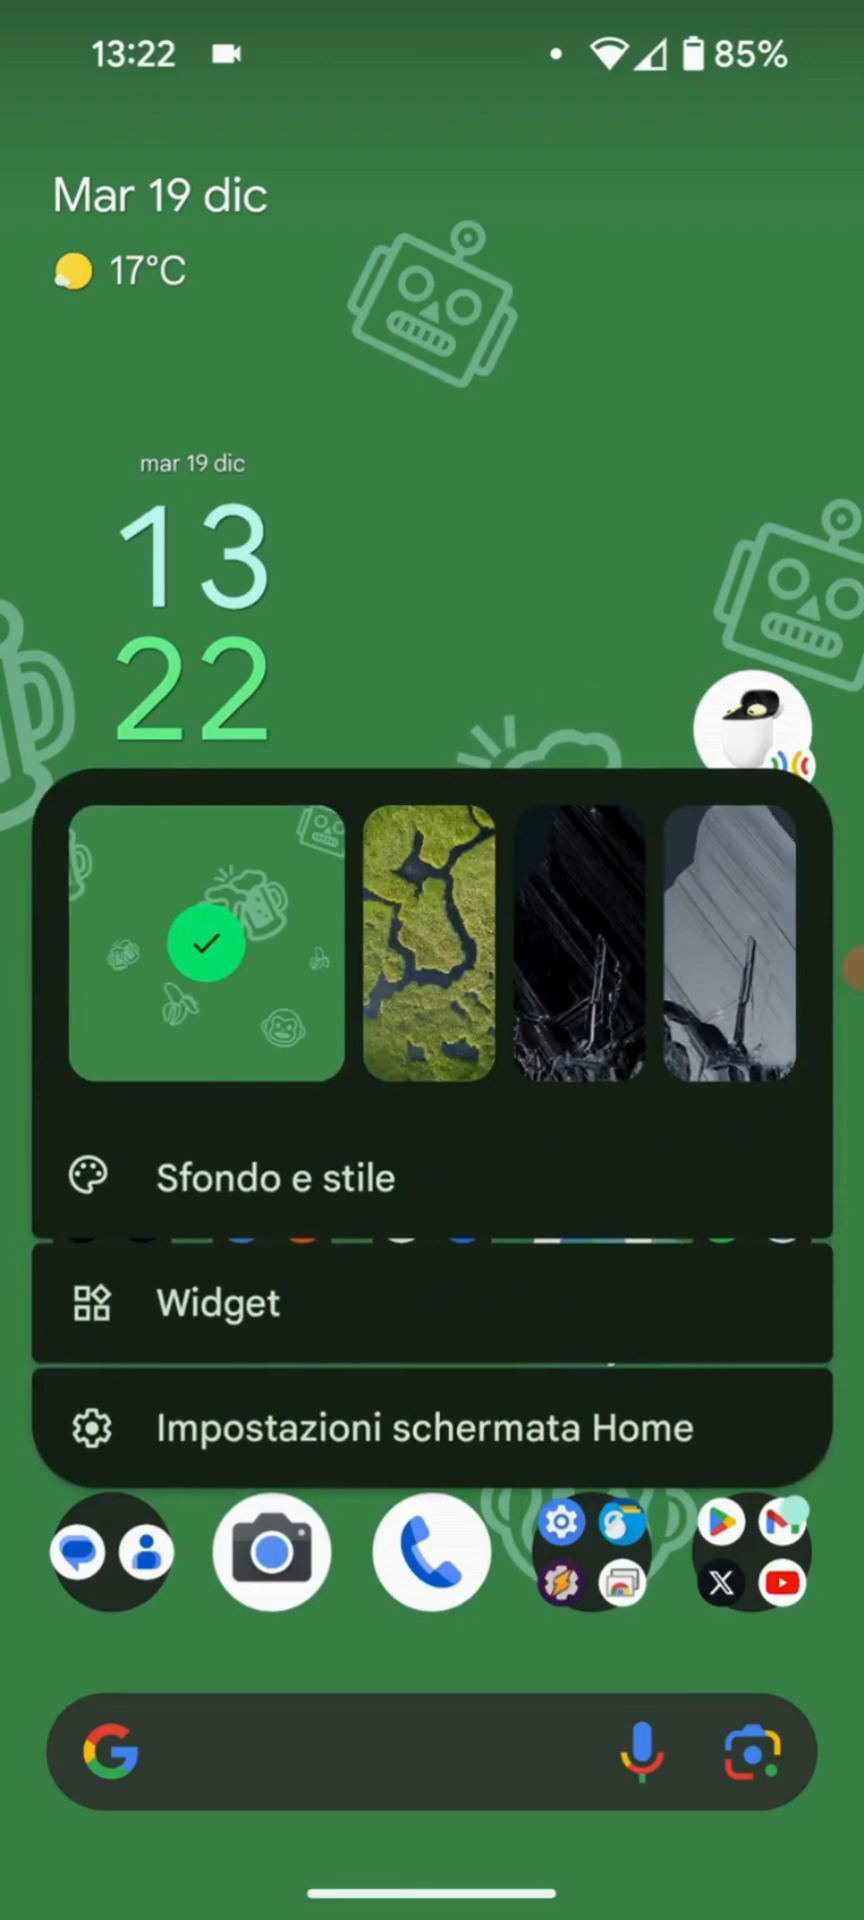 13:22 85%
Mar 19 dic
17°C
mar 19 dic
13
22
Sfondo e stile
Widget
Impostazioni schermata Home